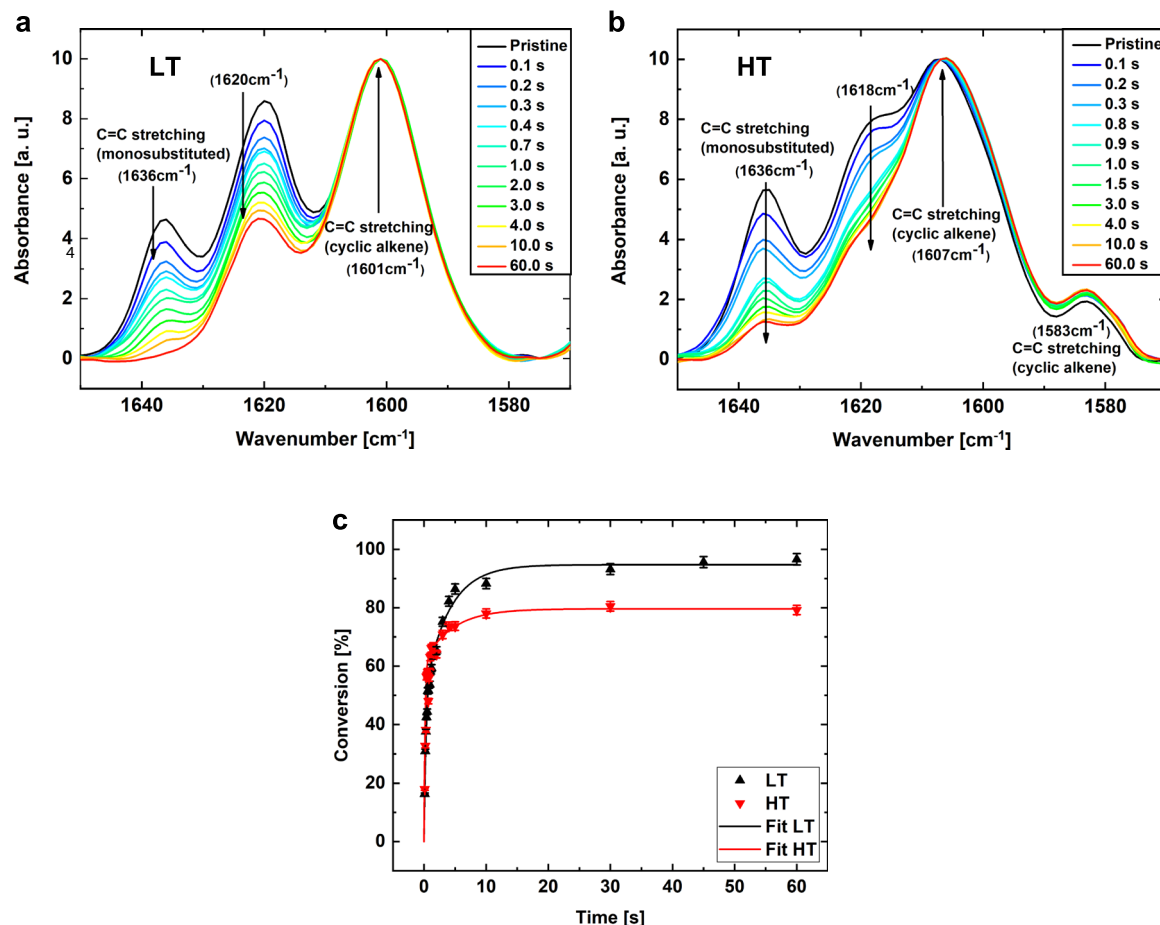 a
LT
(1620cm⁻¹)
C=C stretching
(monosubstituted)
(1636cm⁻¹)
C=C stretching
(cyclic alkene)
(1601cm⁻¹)
Pristine
0.1 s
0.2 s
0.3 s
0.4 s
0.7 s
1.0 s
2.0 s
3.0 s
4.0 s
10.0 s
60.0 s
Absorbance [a. u.]
10
8
6
4
2
0
1640
1620
1600
1580
Wavenumber [cm⁻¹]
b
HT
(1618cm⁻¹)
C=C stretching
(monosubstituted)
(1636cm⁻¹)
C=C stretching
(cyclic alkene)
(1607cm⁻¹)
(1583cm⁻¹)
C=C stretching
(cyclic alkene)
Pristine
0.1 s
0.2 s
0.3 s
0.8 s
0.9 s
1.0 s
1.5 s
3.0 s
4.0 s
10.0 s
60.0 s
Absorbance [a. u.]
10
8
6
4
2
0
1640
1620
1600
1580
Wavenumber [cm⁻¹]
c
Conversion [%]
100
80
60
40
20
0
LT
HT
Fit LT
Fit HT
0
10
20
30
40
50
60
Time [s]